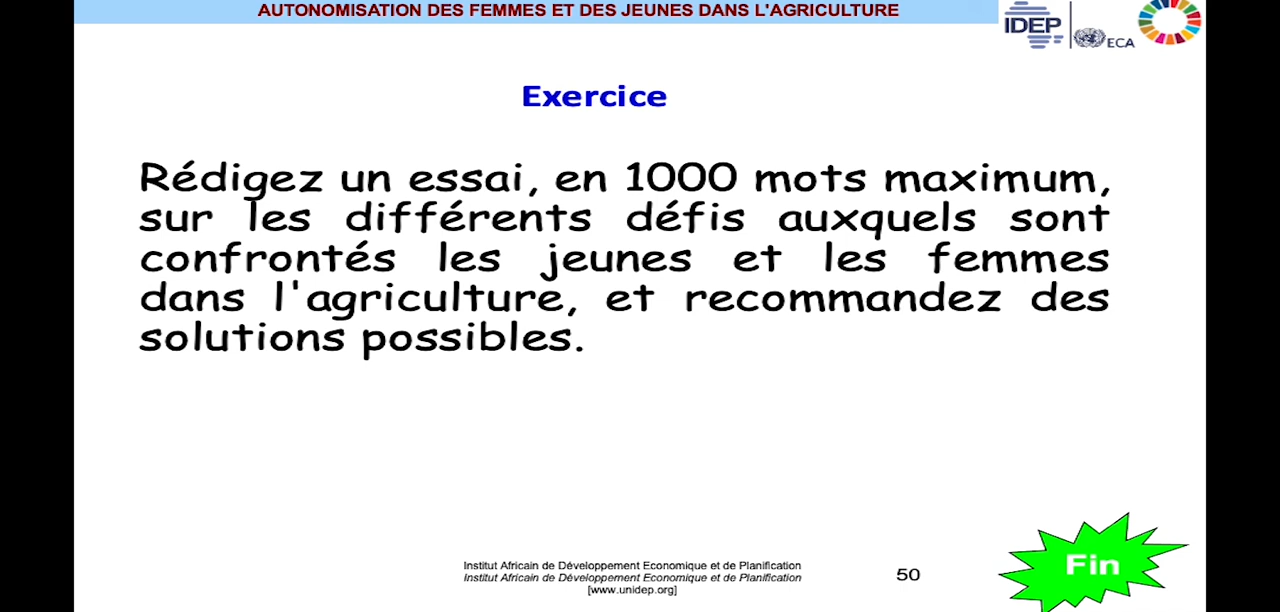 AUTONOMISATION DES FEMMES ET DES JEUNES DANS L'AGRICULTURE
IDEP
ECA
Exercice
Rédigez un essai, en 1000 mots maximum,
sur les différents défis auxquels sont
confrontés les jeunes et les femmes
dans l'agriculture, et recommandez des
solutions possibles.
Fin
Institut Africain de Développement Economique et de Planification
Institut Africain de Développement Economique et de Planification
[www.unidep.org]
50